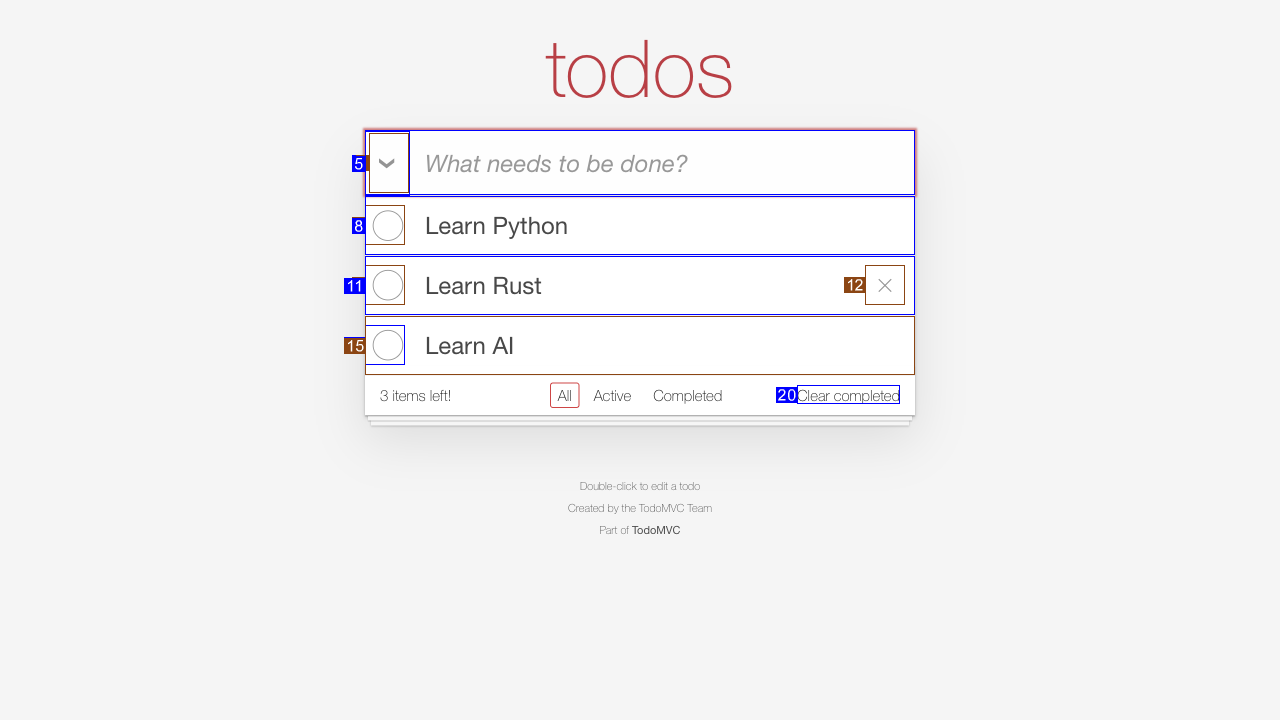 todos
5
What needs to be done?
8 Learn Python
11 Learn Rust 12
15 Learn AI
3 items left! All Active Completed 20 Clear completed
Double-click to edit a todo
Created by the TodoMVC Team
Part of TodoMVC